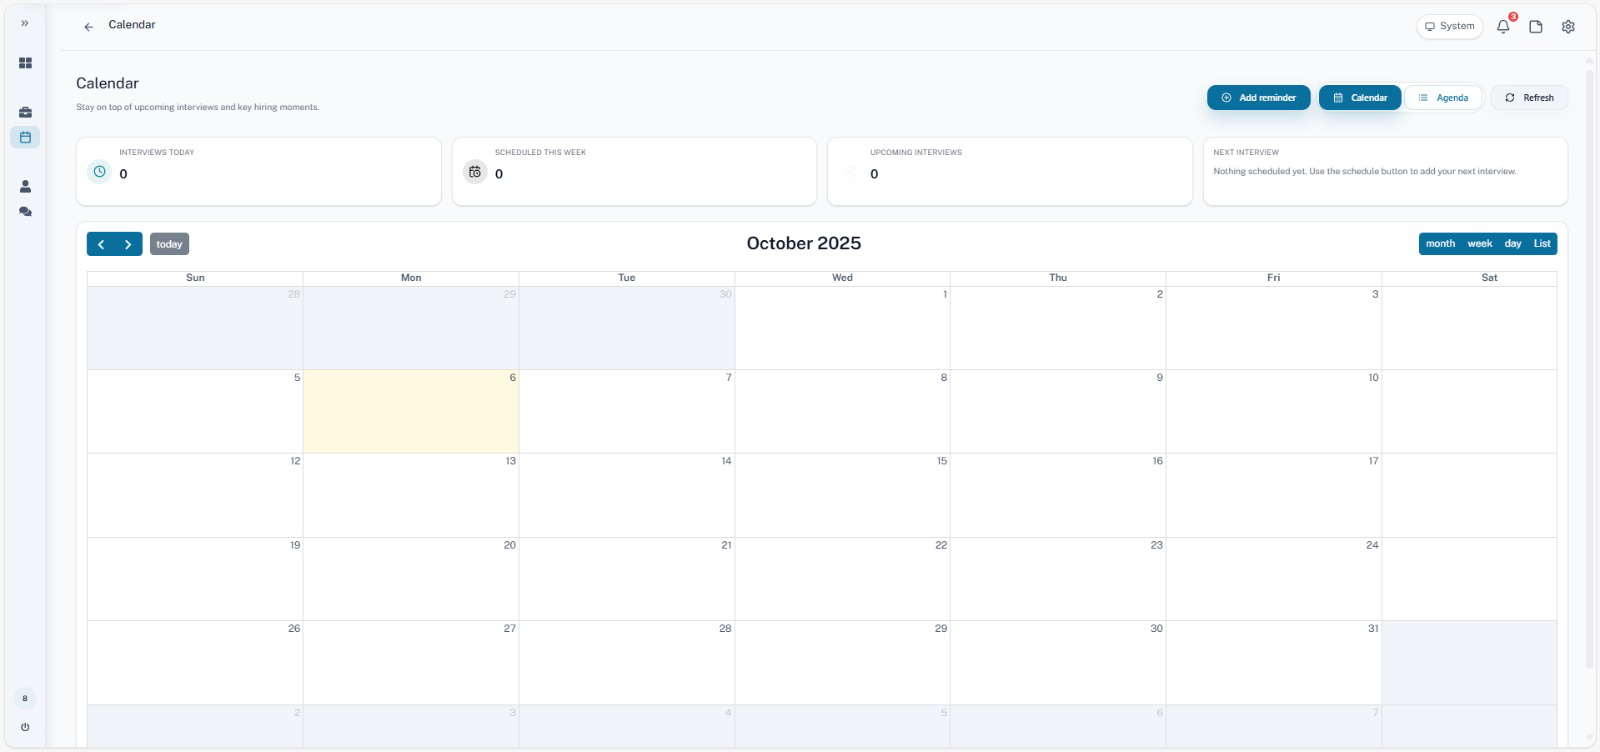 Calendar
System
3
Calendar
Stay on top of upcoming interviews and key hiring moments.
Add reminder
Calendar
Agenda
Refresh
INTERVIEWS TODAY
0
SCHEDULED THIS WEEK
0
UPCOMING INTERVIEWS
0
NEXT INTERVIEW
Nothing scheduled yet. Use the schedule button to add your next interview.
today
October 2025
month week day List
Sun Mon Tue Wed Thu Fri Sat
28 29 30 1 2 3
5 6 7 8 9 10
12 13 14 15 16 17
19 20 21 22 23 24
26 27 28 29 30 31
2 3 4 5 6 7
8